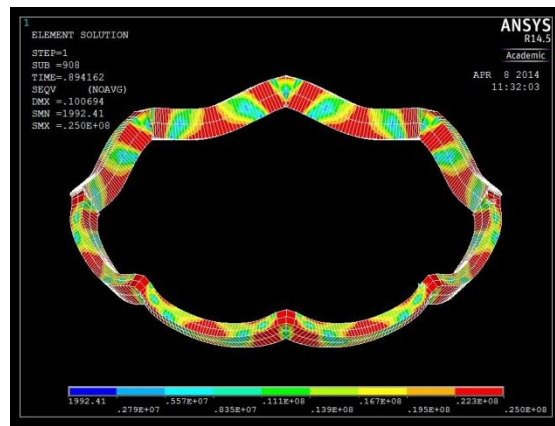 1
ELEMENT SOLUTION
STEP=1
SUB =908
TIME=.894162
SEQV (NOAVG)
DMX =.100694
SMN =1992.41
SMX =.250E+08
ANSYS
R14.5
Academic
APR 8 2014
11:32:03
1992.41 .557E+07 .111E+08 .167E+08 .223E+08
.279E+07 .835E+07 .139E+08 .195E+08 .250E+08